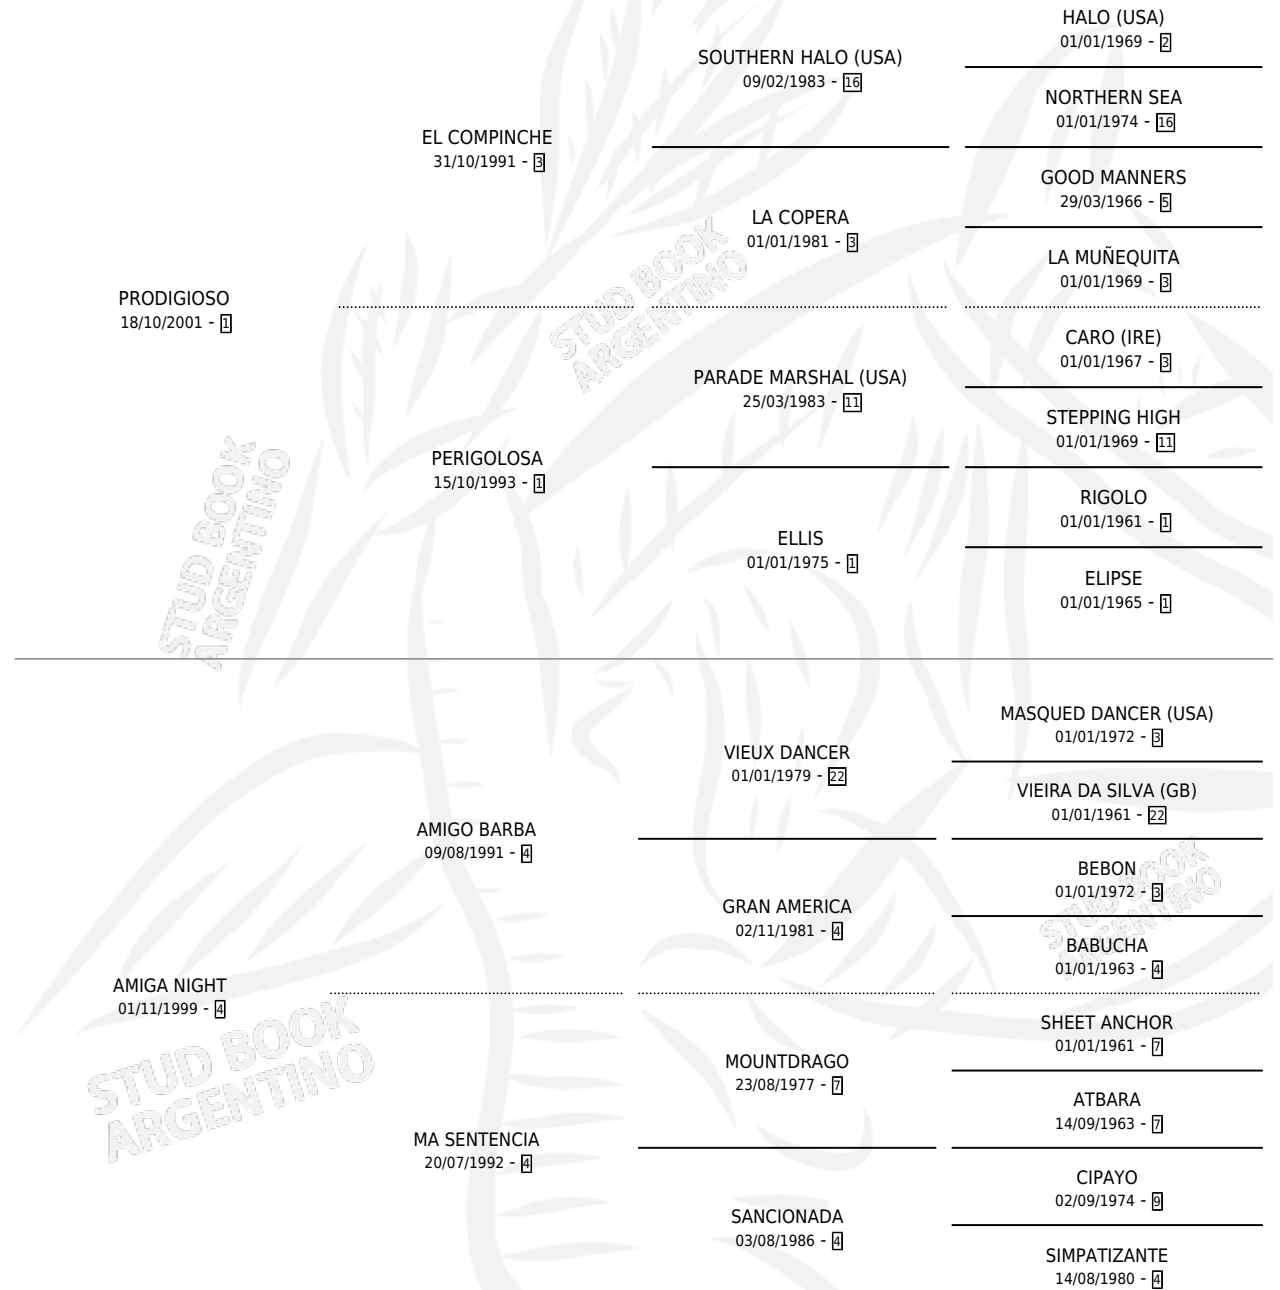 HALO (USA)
01/01/1969 - 2
SOUTHERN HALO (USA)
09/02/1983 - 16
NORTHERN SEA
01/01/1974 - 16
EL COMPINCHE
31/10/1991 - 3
GOOD MANNERS
29/03/1966 - 5
LA COPERA
01/01/1981 - 3
LA MUÑEQUITA
01/01/1969 - 3
PRODIGIOSO
18/10/2001 - 1
CARO (IRE)
01/01/1967 - 3
PARADE MARSHAL (USA)
25/03/1983 - 11
STEPPING HIGH
01/01/1969 - 11
PERIGOLOSA
15/10/1993 - 1
RIGOLO
01/01/1961 - 1
ELLIS
01/01/1975 - 1
ELIPSE
01/01/1965 - 1
MASQUED DANCER (USA)
01/01/1972 - 3
VIEUX DANCER
01/01/1979 - 22
VIEIRA DA SILVA (GB)
01/01/1961 - 22
AMIGO BARBA
09/08/1991 - 4
BEBON
01/01/1972 - 3
GRAN AMERICA
02/11/1981 - 4
BABUCHA
01/01/1963 - 4
AMIGA NIGHT
01/11/1999 - 4
SHEET ANCHOR
01/01/1961 - 7
MOUNTDRAGO
23/08/1977 - 7
ATBARA
14/09/1963 - 7
MA SENTENCIA
20/07/1992 - 4
CIPAYO
02/09/1974 - 9
SANCIONADA
03/08/1986 - 4
SIMPATIZANTE
14/08/1980 - 4
STUD BOOK
ARGENTINO
STUD BOOK
ARGENTINO
STUD BOOK
ARGENTINO
STUD BOOK
ARGENTINO